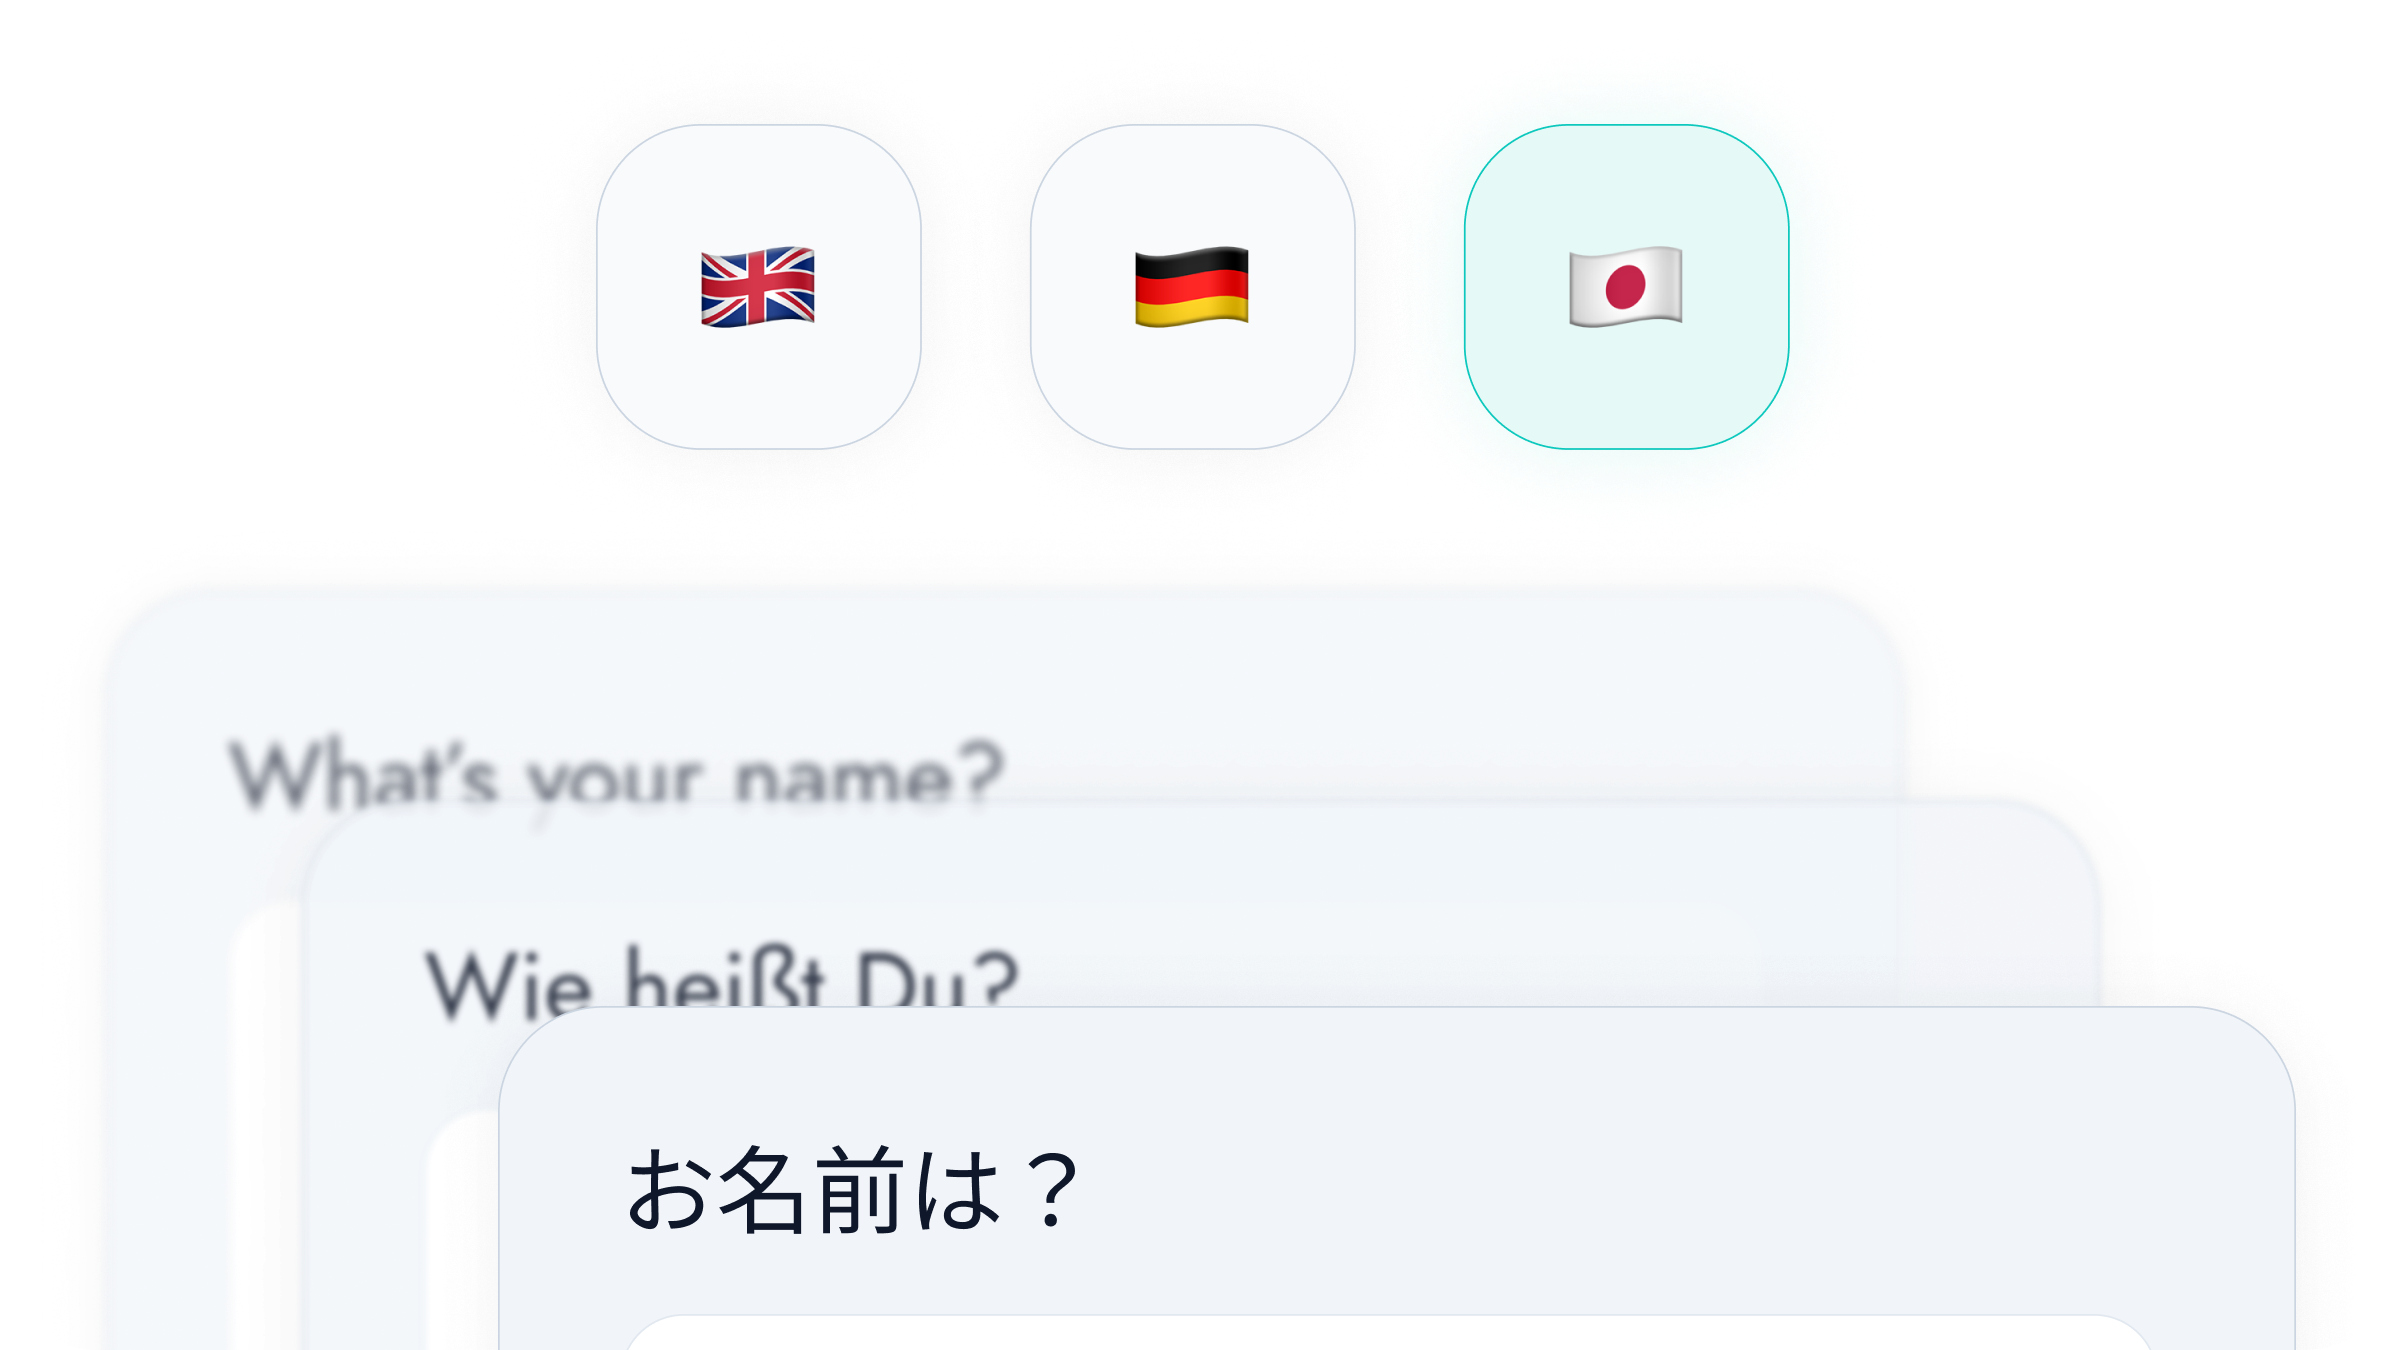 What’s your name?
Wie heißt Du?
お名前は？